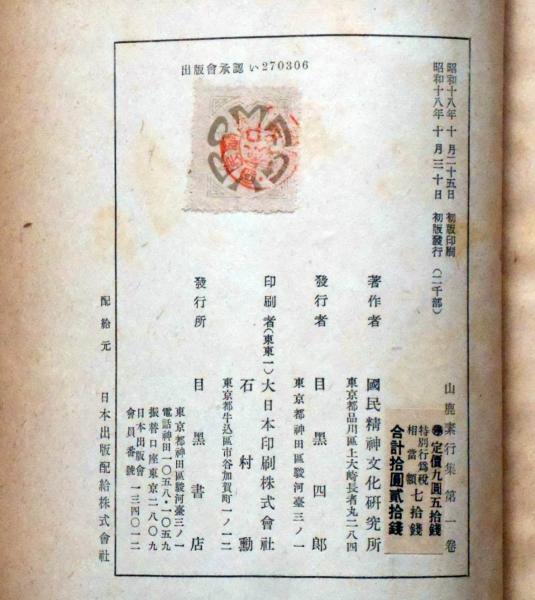 出版會承認い270306
昭和十八年十月二十五日 初版印刷
昭和十八年十月三十日 初版發行（二千部）
山鹿素行集第一卷
定價九圓五拾錢
特別行爲稅相當額七拾錢
合計拾圓貳拾錢
著作者 國民精神文化硏究所
東京都品川區上大崎長者丸二八四
發行者 目黑四郎
東京都神田區駿河臺三ノ一
印刷者（東東一）大日本印刷株式會社
石村勳
東京都牛込區市谷加賀町一ノ一二
發行所 目黑書店
東京都神田區駿河臺三ノ一
電話神田一〇五八・一〇五九
振替口座東京二八〇九
日本出版會會員番號 一三四〇一二
配給元 日本出版配給株式會社